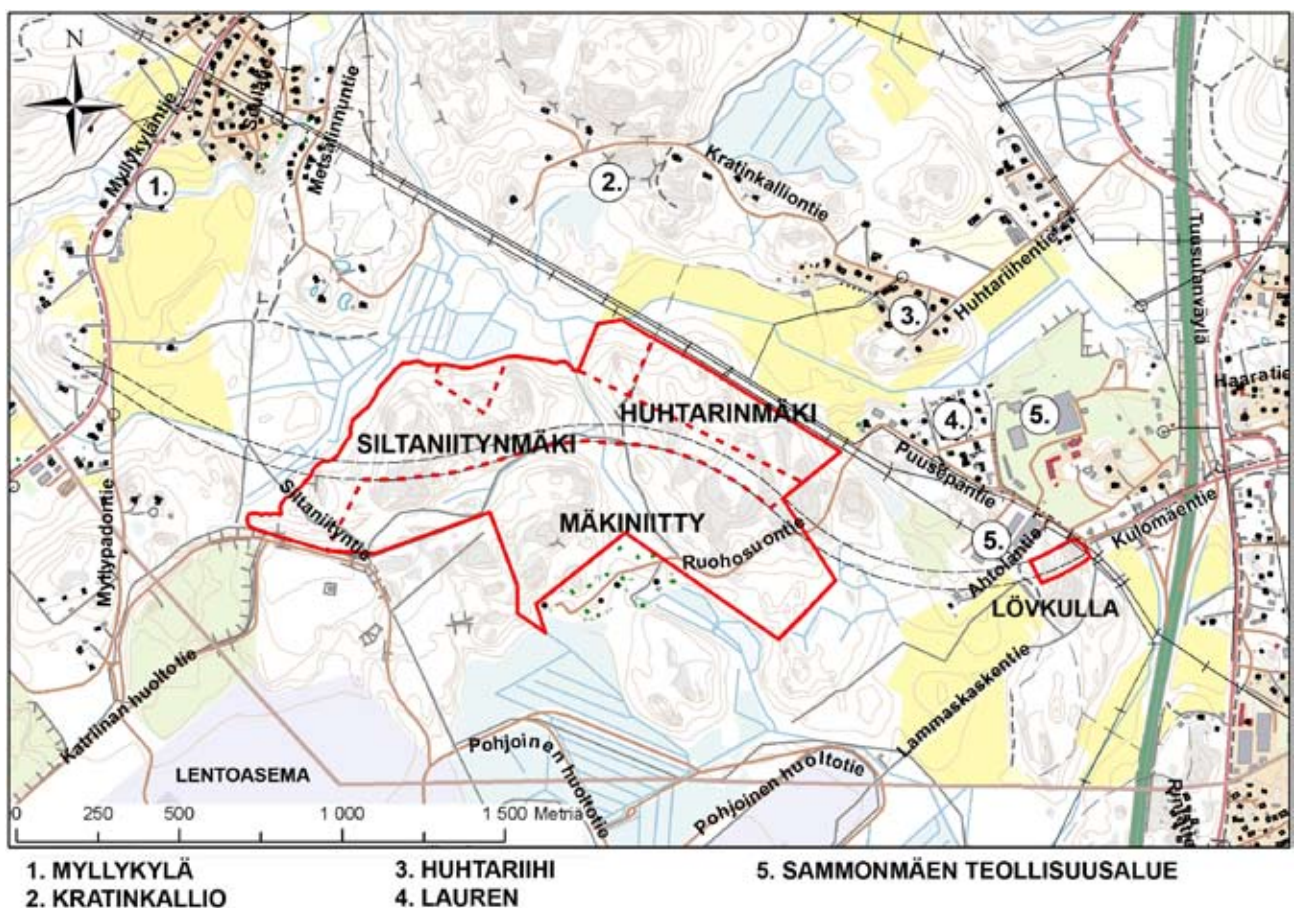 N
Myllykyläntie
Metsälinnuntie
1.
2.
Kratinkalliontie
Huhtariihentie
3.
Tuusulanväylä
HUHTARINMÄKI
4.
5.
Haaratie
SILTANIITYNMÄKI
Puusepäntie
Siltaniityntie
MÄKINIITTY
Ruohosuontie
5.
Ahtolantie
Kulomäentie
Myllypadontie
LÖVKULLA
Katriinan huoltotie
Lammaskaskentie
LENTOASEMA
Pohjoinen huoltotie
Pohjoinen huoltotie
0 250 500 1 000 1 500 Metriä
1. MYLLYKYLÄ 3. HUHTARIIHI 5. SAMMONMÄEN TEOLLISUUSALUE
2. KRATINKALLIO 4. LAUREN